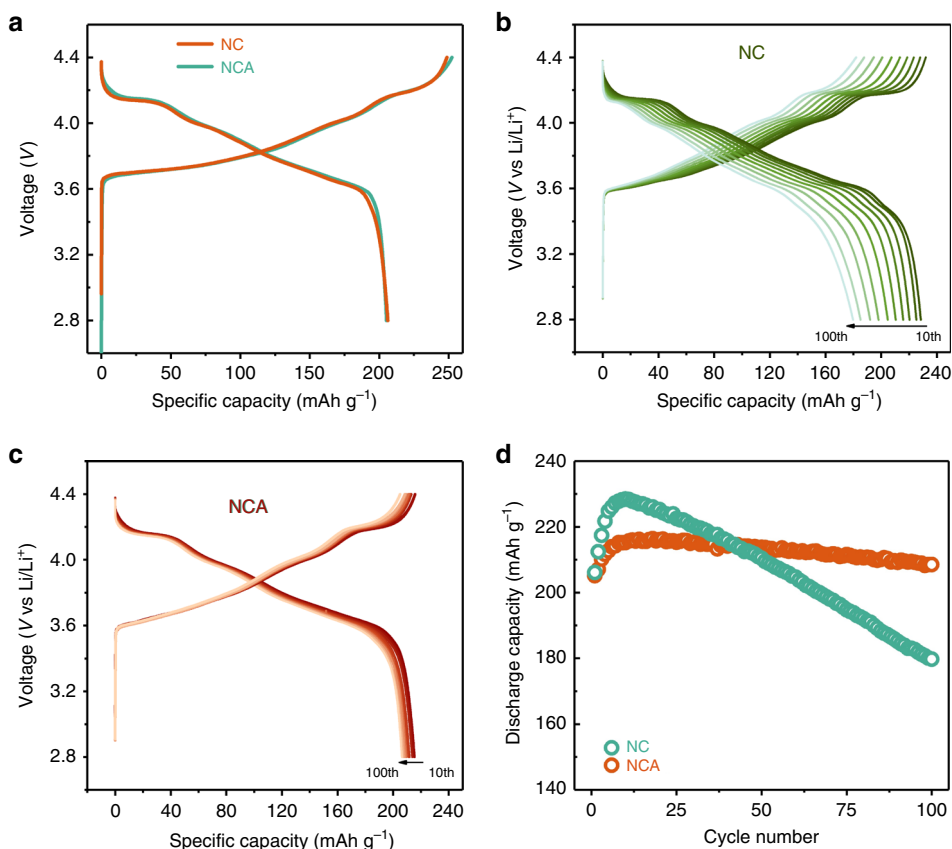 a
NC
NCA
4.4
4.0
3.6
3.2
2.8
Voltage (V)
0 50 100 150 200 250
Specific capacity (mAh g⁻¹)
b
NC
4.4
4.0
3.6
3.2
2.8
Voltage (V vs Li/Li⁺)
100th 10th
0 40 80 120 160 200 240
Specific capacity (mAh g⁻¹)
c
NCA
4.4
4.0
3.6
3.2
2.8
Voltage (V vs Li/Li⁺)
100th 10th
0 40 80 120 160 200 240
Specific capacity (mAh g⁻¹)
d
240
220
200
180
160
140
Discharge capacity (mAh g⁻¹)
NC
NCA
0 25 50 75 100
Cycle number